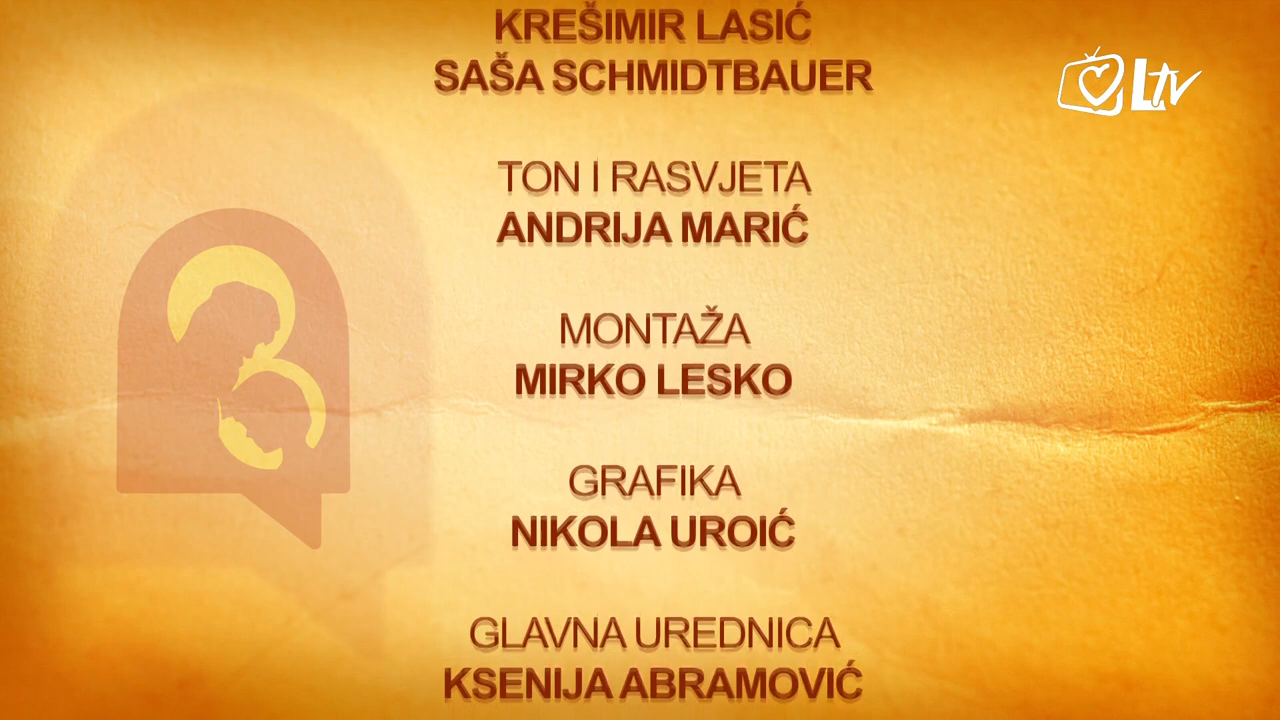 KREŠIMIR LASIĆ
SAŠA SCHMIDTBAUER
LTV
TON I RASVJETA
ANDRIJA MARIĆ
MONTAŽA
MIRKO LESKO
GRAFIKA
NIKOLA UROIĆ
GLAVNA UREDNICA
KSENIJA ABRAMOVIĆ